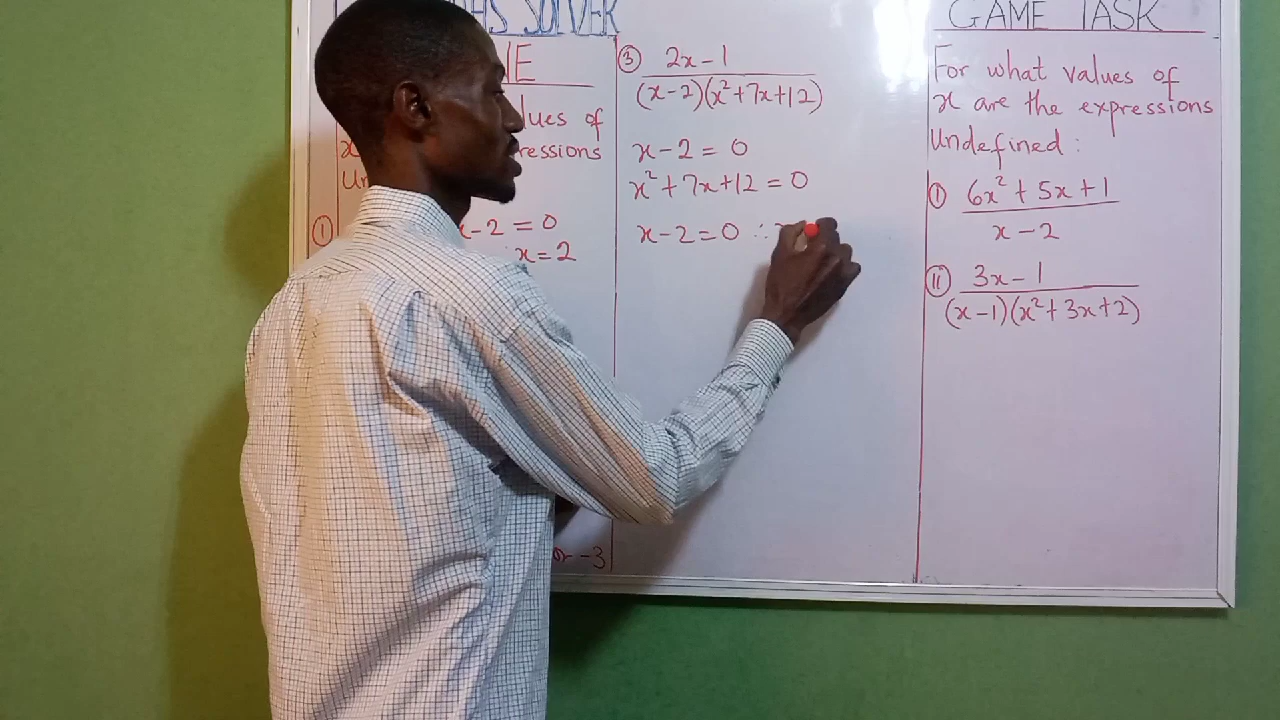 SOLVER
lues of
x ressions
Un
① x-2 = 0
x = 2
or -3
③ 2x - 1
(x-2)(x²+7x+12)
x-2 = 0
x²+7x+12 = 0
x-2=0 ∴
GAME TASK
For what values of
x are the expressions
Undefined:
Ⓘ 6x² + 5x + 1
x - 2
Ⓘⓘ 3x - 1
(x-1)(x²+3x+2)